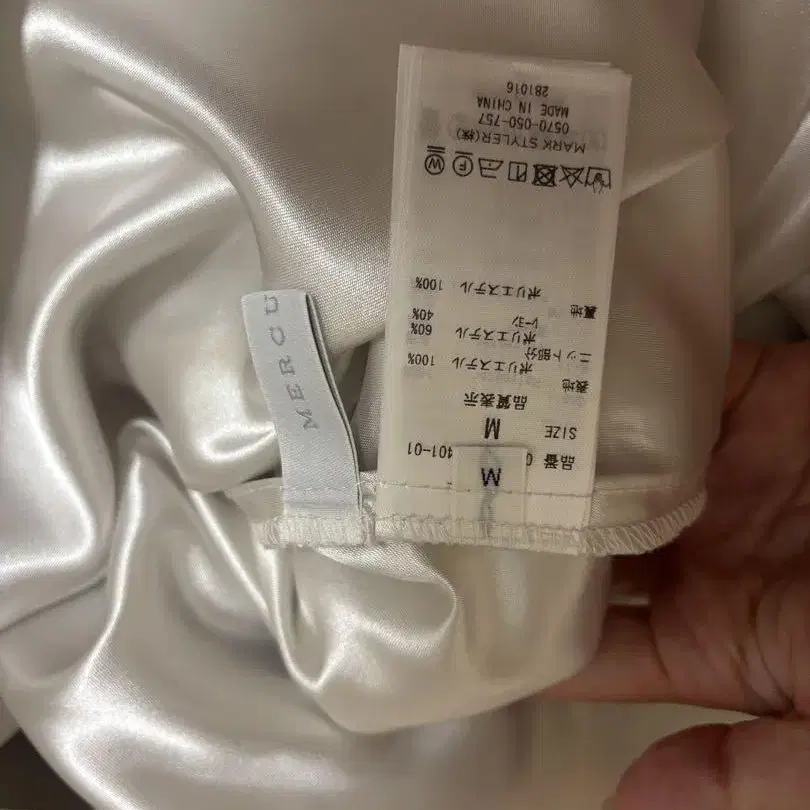 品番 0 401-01
SIZE M
品質表示
表地 ポリエステル 100%
ニット部分
ポリエステル 60%
レーヨン 40%
裏地 ポリエステル 100%
MARK STYLER(株)
0570-050-757
MADE IN CHINA
281016
M
MERCU